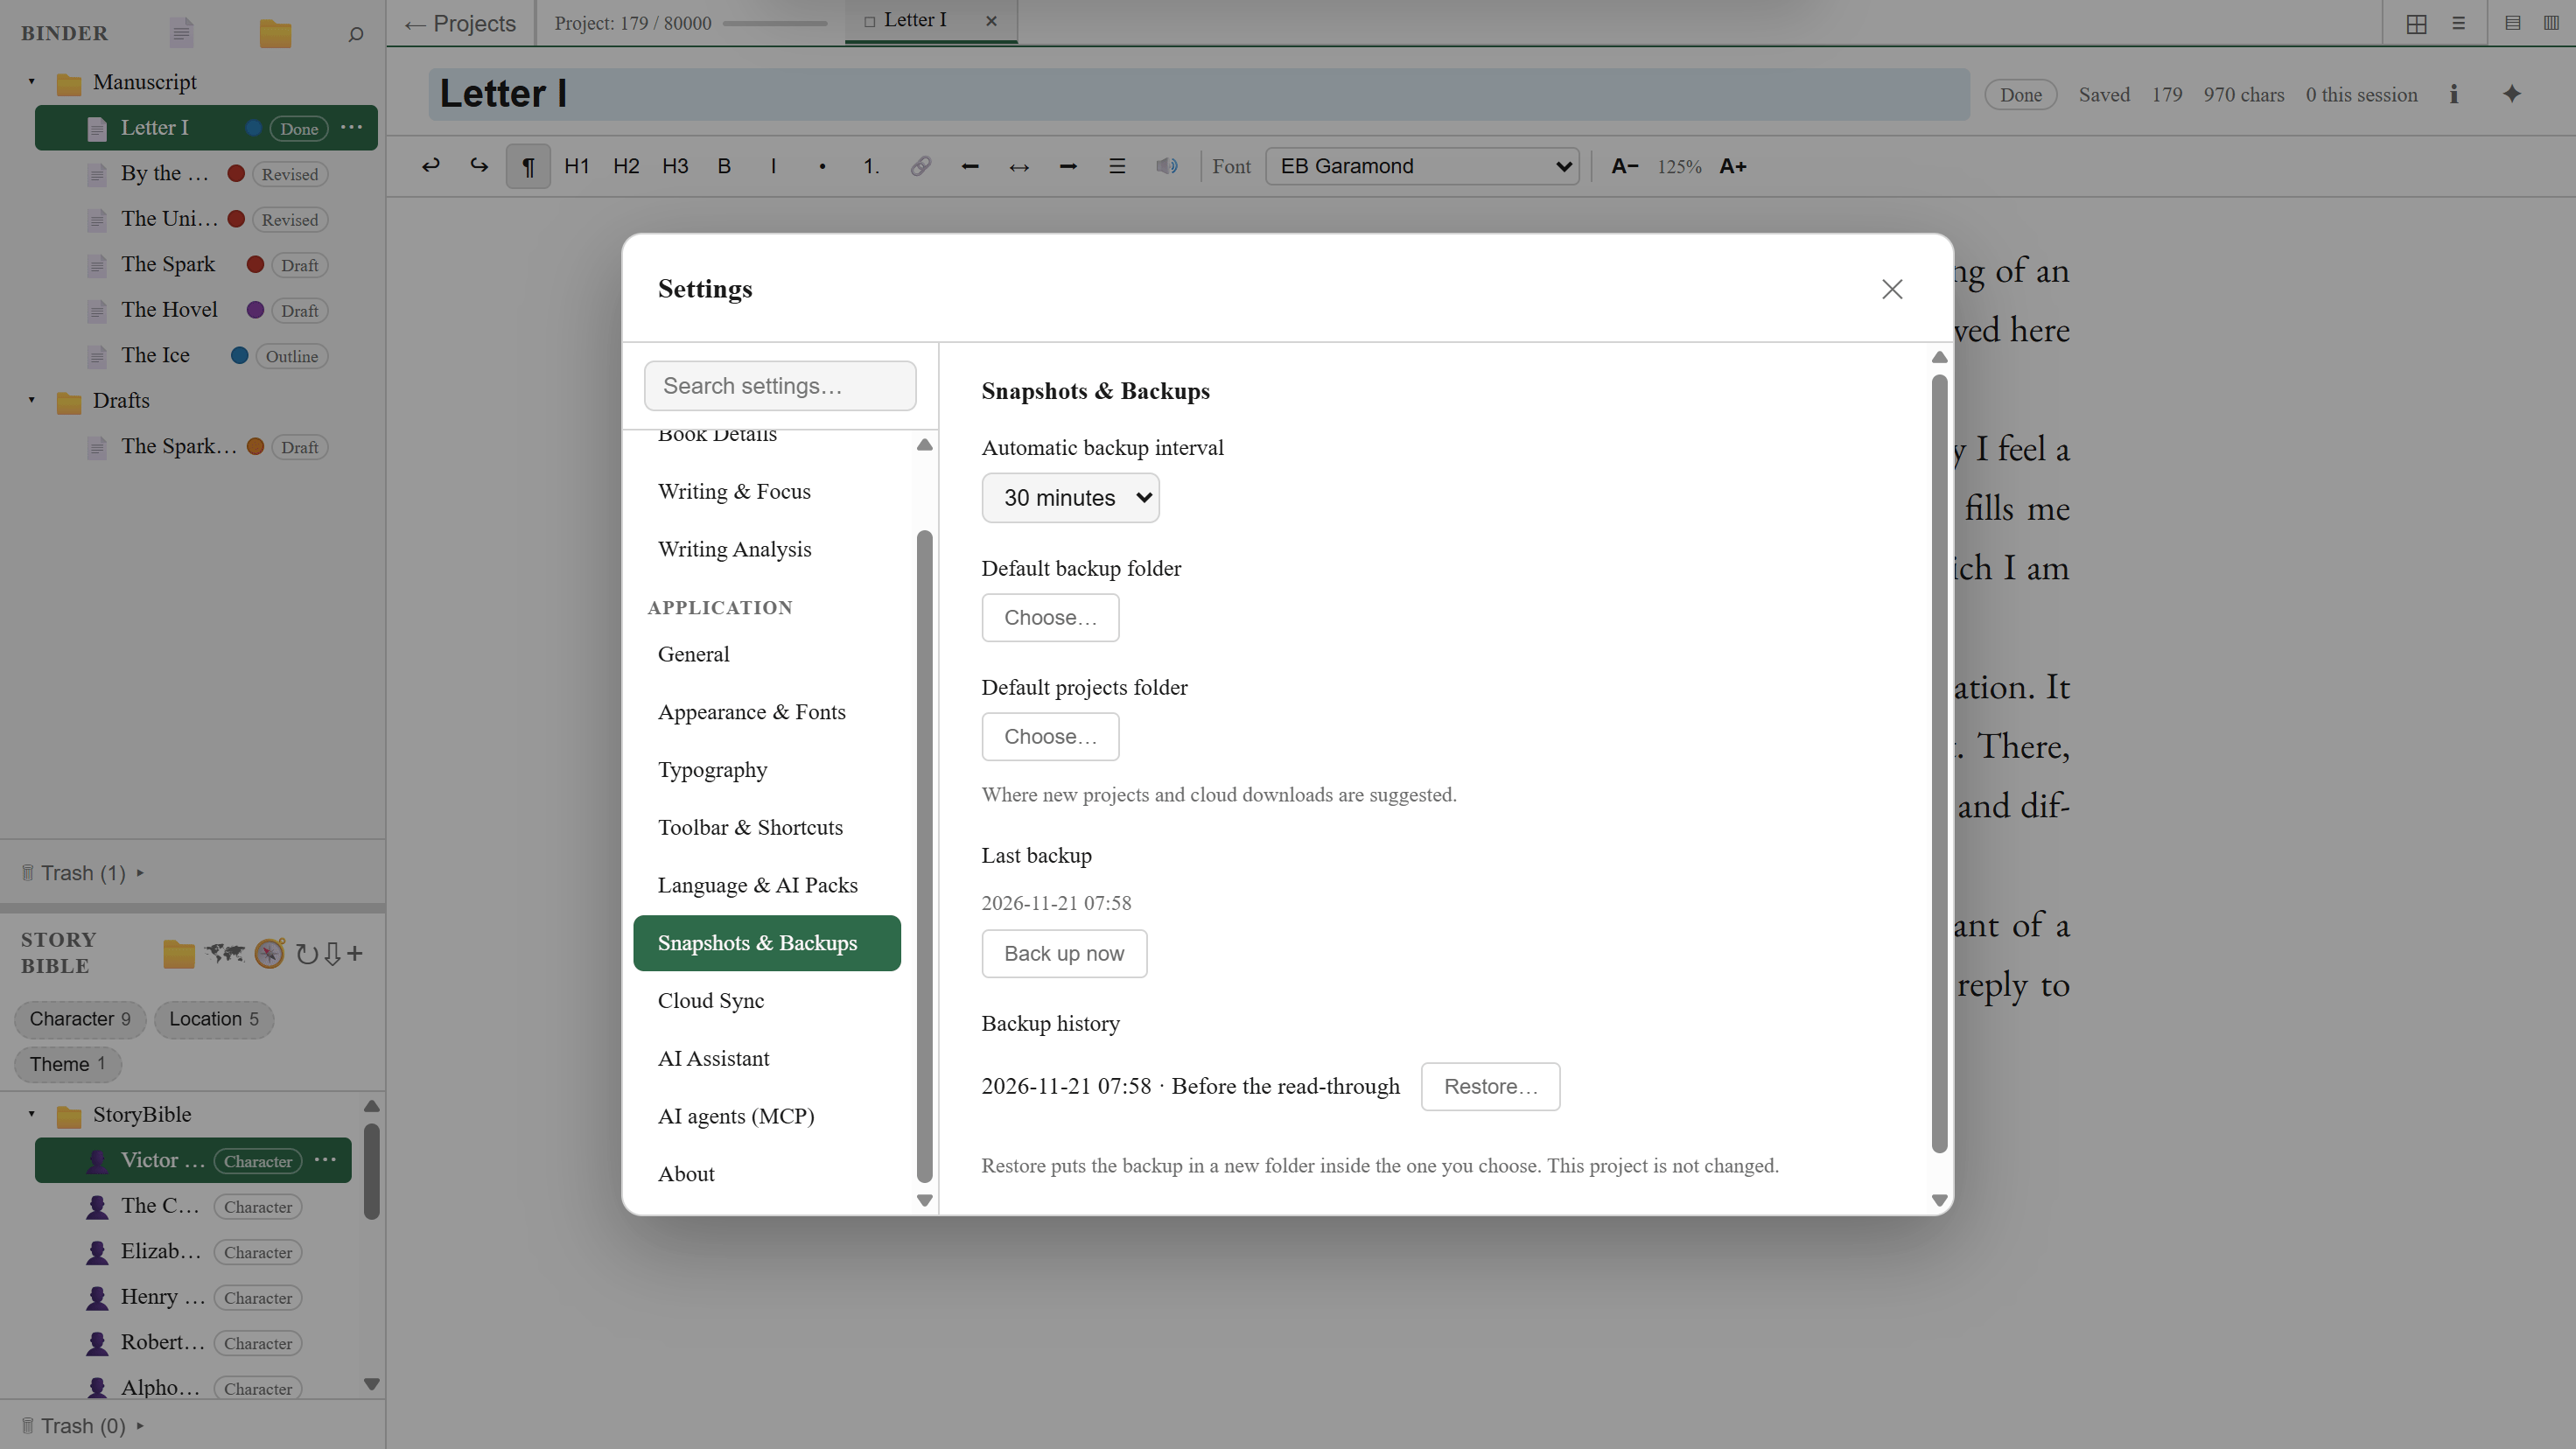 BINDER
Manuscript
Letter I Done ...
By the ... Revised
The Uni... Revised
The Spark Draft
The Hovel Draft
The Ice Outline
Drafts
The Spark... Draft
Trash (1)
STORY
BIBLE
Character 9 Location 5
Theme 1
StoryBible
Victor ... Character ...
The C... Character
Elizab... Character
Henry ... Character
Robert... Character
Alpho... Character
Trash (0)
← Projects
Project: 179 / 80000
Letter I ×
Letter I
Done Saved 179 970 chars 0 this session
¶ H1 H2 H3 B I • 1. Font EB Garamond A− 125% A+
ng of an
ved here
y I feel a
fills me
ich I am
ation. It
. There,
and dif-
ant of a
reply to
Settings
Search settings...
Book Details
Writing & Focus
Writing Analysis
APPLICATION
General
Appearance & Fonts
Typography
Toolbar & Shortcuts
Language & AI Packs
Snapshots & Backups
Cloud Sync
AI Assistant
AI agents (MCP)
About
Snapshots & Backups
Automatic backup interval
30 minutes
Default backup folder
Choose...
Default projects folder
Choose...
Where new projects and cloud downloads are suggested.
Last backup
2026-11-21 07:58
Back up now
Backup history
2026-11-21 07:58 · Before the read-through Restore...
Restore puts the backup in a new folder inside the one you choose. This project is not changed.